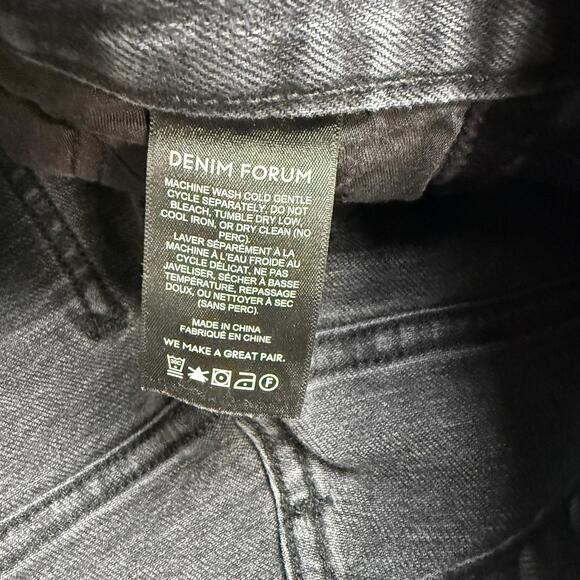 DENIM FORUM
MACHINE WASH COLD GENTLE
CYCLE SEPARATELY. DO NOT
BLEACH, TUMBLE DRY LOW,
COOL IRON, OR DRY CLEAN (NO
PERC).
LAVER SÉPARÉMENT À LA
MACHINE À L'EAU FROIDE AU
CYCLE DÉLICAT, NE PAS
JAVELISER, SÉCHER À BASSE
TEMPÉRATURE, REPASSAGE
DOUX, OU NETTOYER À SEC
(SANS PERC).
MADE IN CHINA
FABRIQUÉ EN CHINE
WE MAKE A GREAT PAIR.
30C F